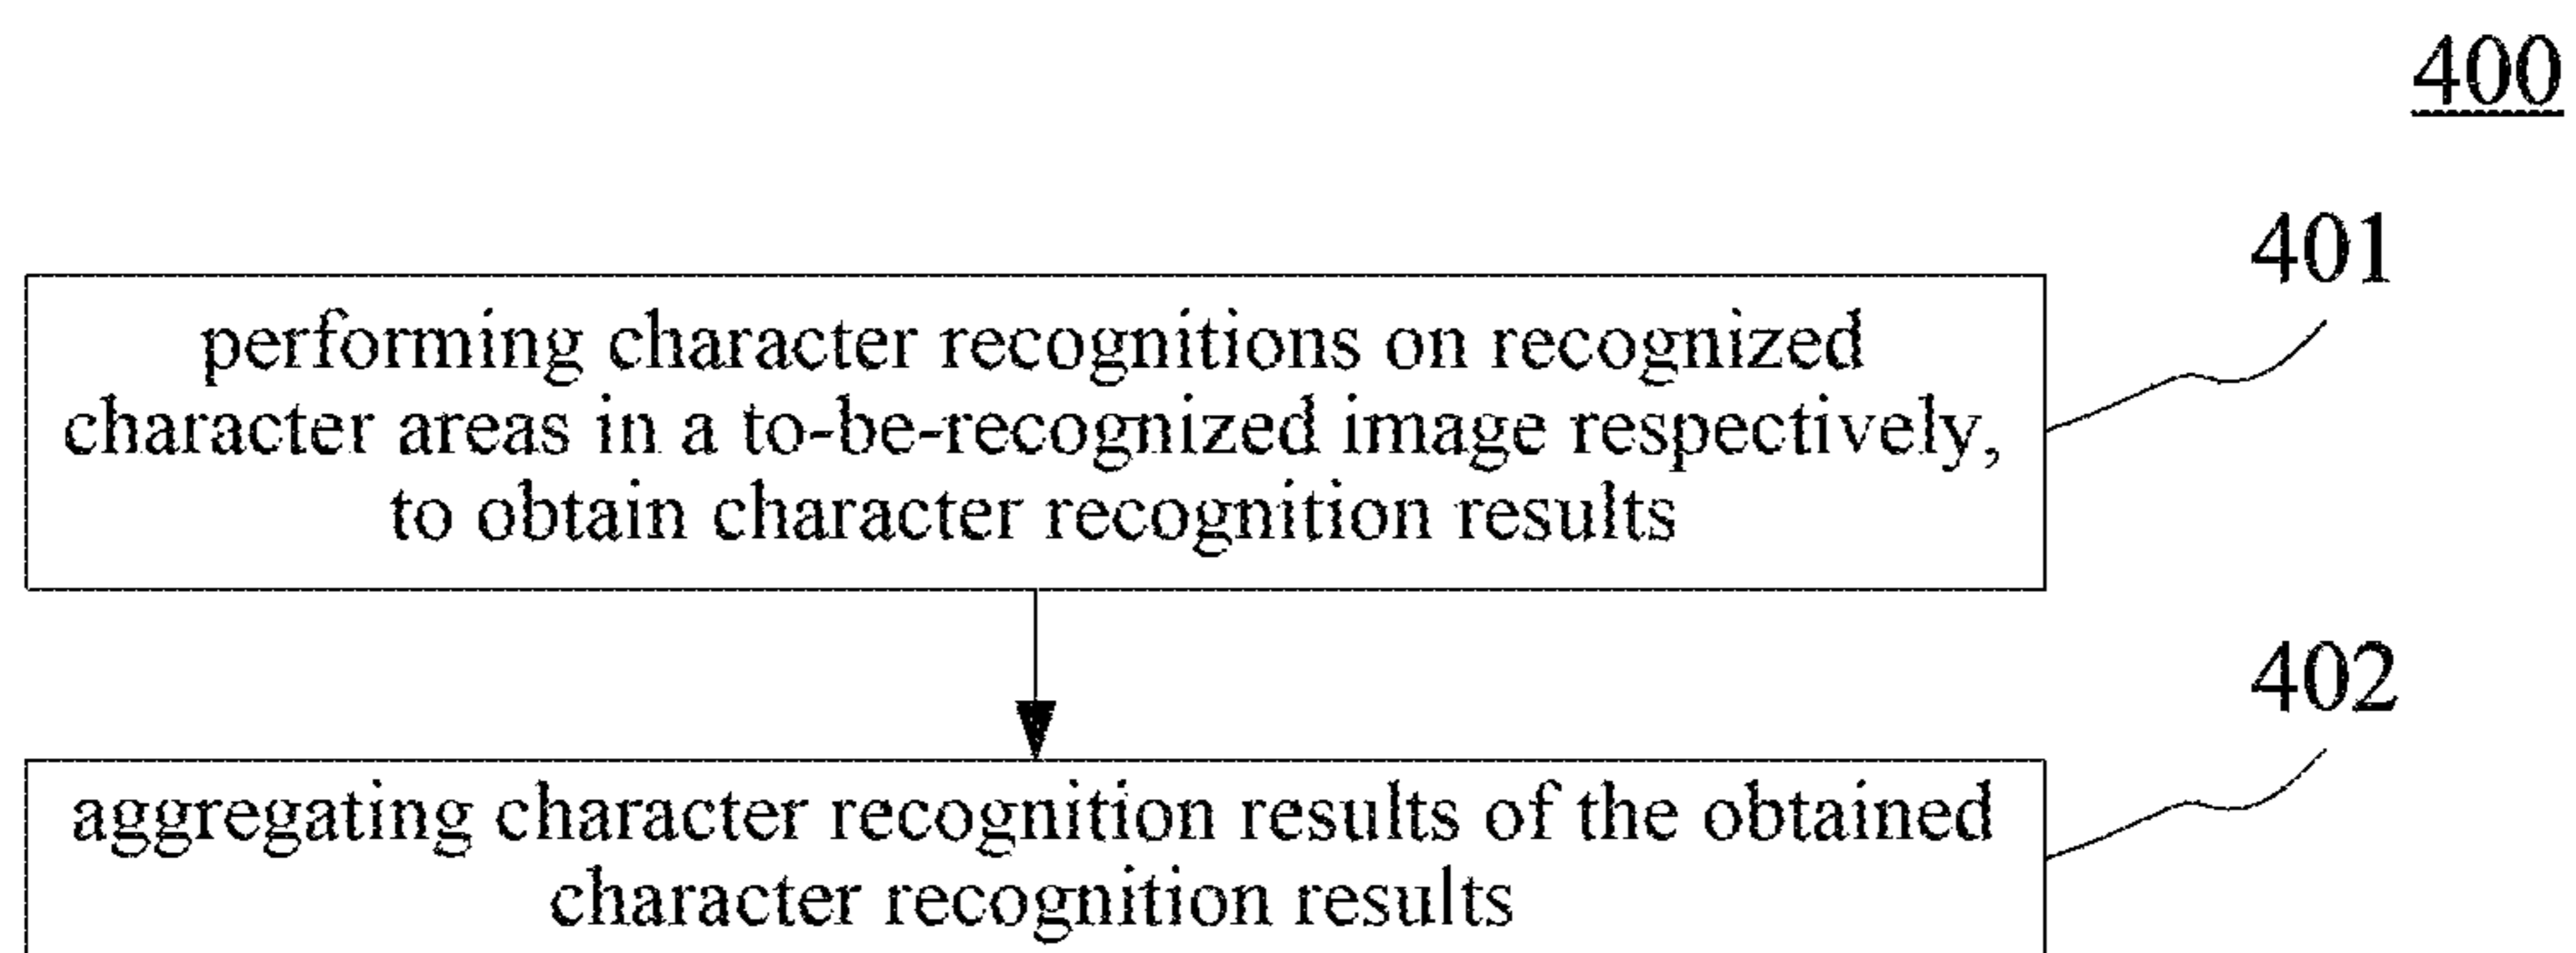 400
401
performing character recognitions on recognized
character areas in a to-be-recognized image respectively,
to obtain character recognition results
402
aggregating character recognition results of the obtained
character recognition results